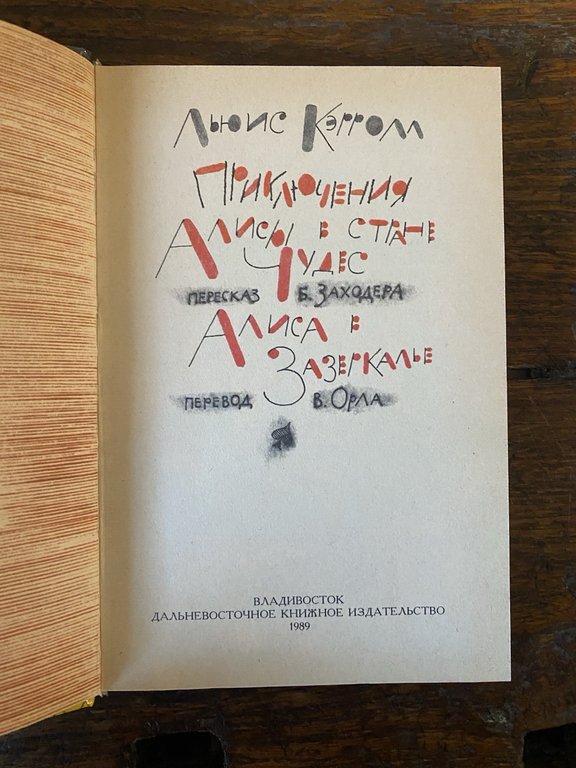 Льюис Кэрролл
Приключения
Алисы в стране
Чудес
пересказ Б. Заходера
Алиса в
Зазеркалье
перевод В. Орла
ВЛАДИВОСТОК
ДАЛЬНЕВОСТОЧНОЕ КНИЖНОЕ ИЗДАТЕЛЬСТВО
1989